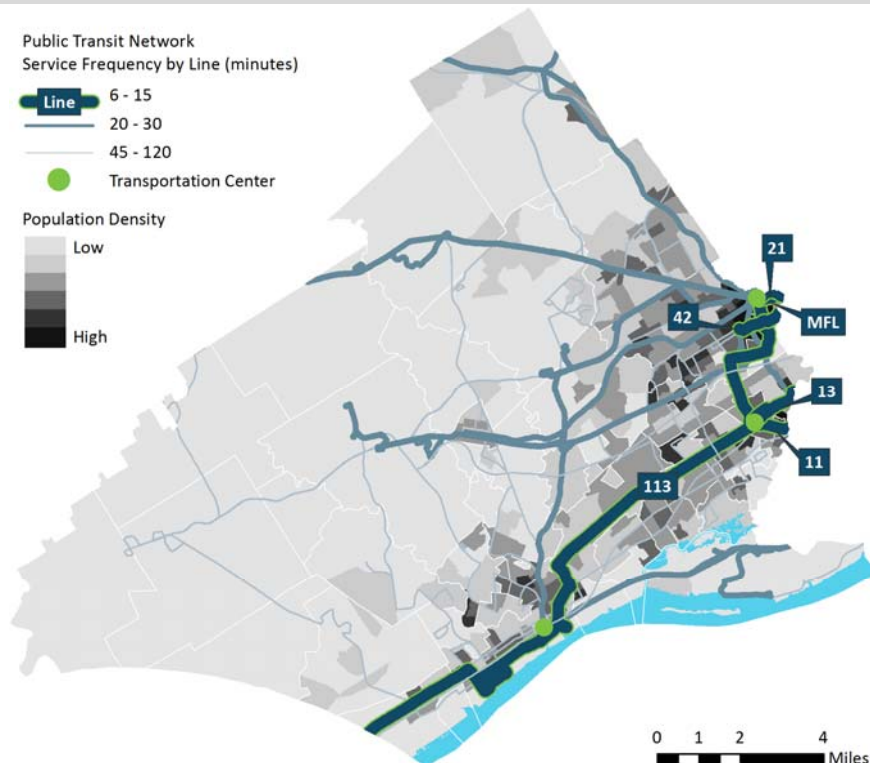 Public Transit Network
Service Frequency by Line (minutes)
Line 6 - 15
20 - 30
45 - 120
Transportation Center
Population Density
Low
High
21
MFL
42
13
11
113
0 1 2 4
Miles